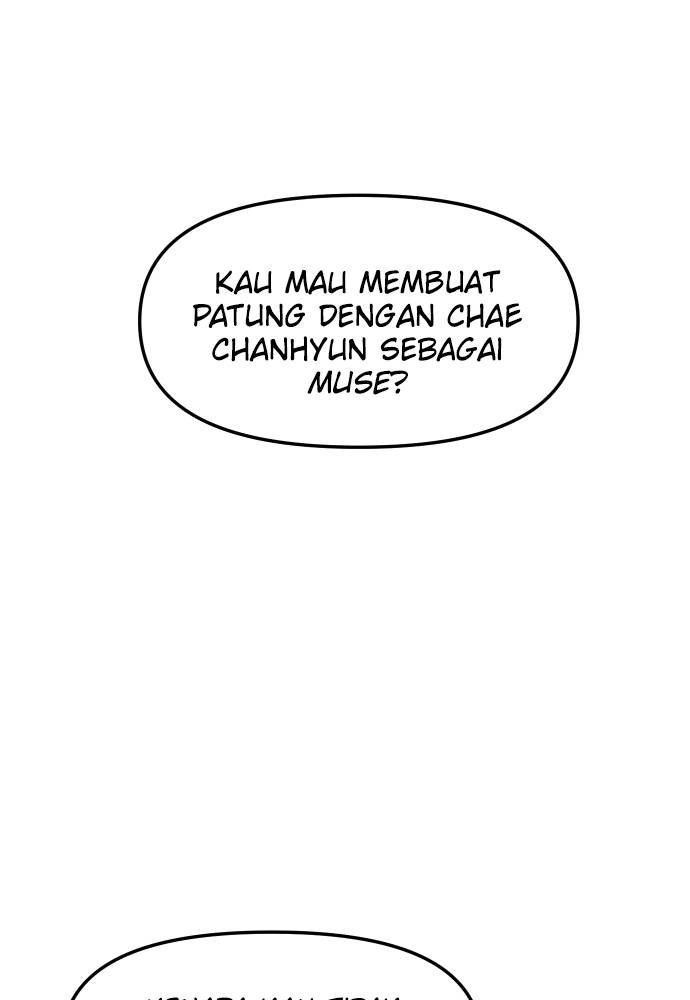 KAU MAU MEMBUAT
PATUNG DENGAN CHAE
CHANHYUN SEBAGAI
MUSE?